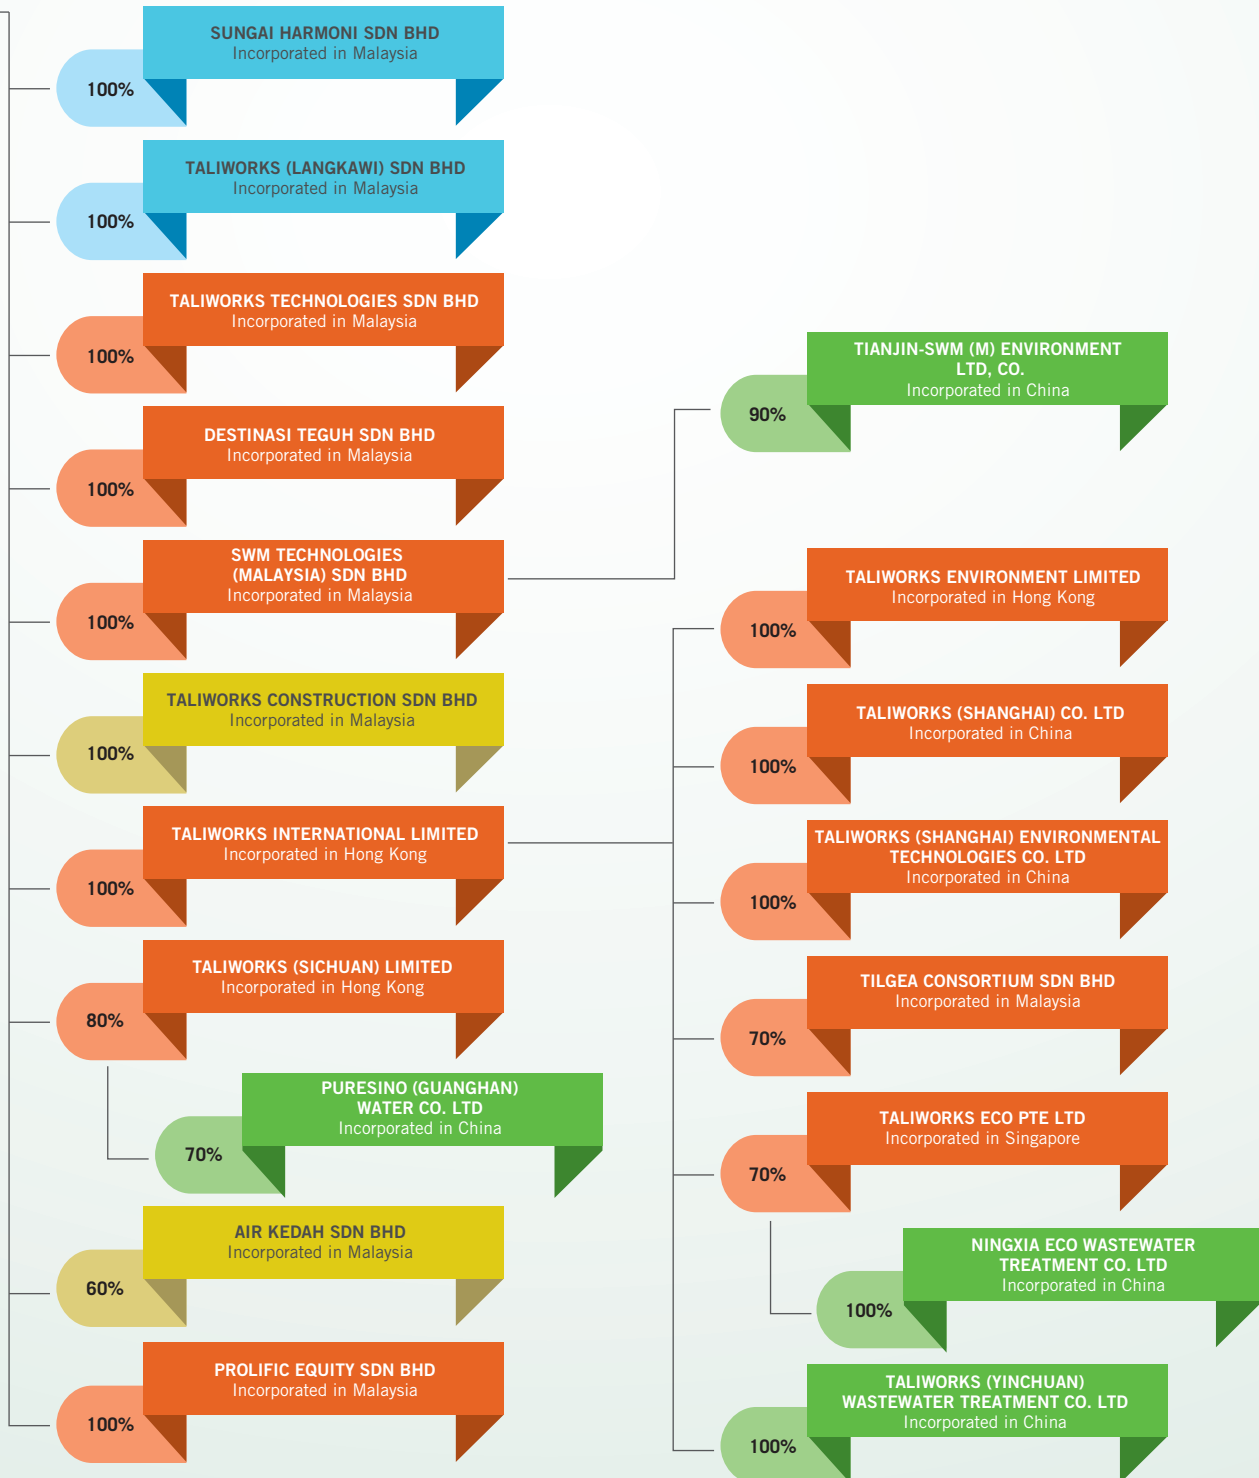 SUNGAI HARMONI SDN BHD
Incorporated in Malaysia
100%
TALIWORKS (LANGKAWI) SDN BHD
Incorporated in Malaysia
100%
TALIWORKS TECHNOLOGIES SDN BHD
Incorporated in Malaysia
100%
DESTINASI TEGUH SDN BHD
Incorporated in Malaysia
100%
SWM TECHNOLOGIES
(MALAYSIA) SDN BHD
Incorporated in Malaysia
100%
TALIWORKS CONSTRUCTION SDN BHD
Incorporated in Malaysia
100%
TALIWORKS INTERNATIONAL LIMITED
Incorporated in Hong Kong
100%
TALIWORKS (SICHUAN) LIMITED
Incorporated in Hong Kong
80%
PURESINO (GUANGHAN)
WATER CO. LTD
Incorporated in China
70%
AIR KEDAH SDN BHD
Incorporated in Malaysia
60%
PROLIFIC EQUITY SDN BHD
Incorporated in Malaysia
100%
TIANJIN-SWM (M) ENVIRONMENT
LTD, CO.
Incorporated in China
90%
TALIWORKS ENVIRONMENT LIMITED
Incorporated in Hong Kong
100%
TALIWORKS (SHANGHAI) CO. LTD
Incorporated in China
100%
TALIWORKS (SHANGHAI) ENVIRONMENTAL
TECHNOLOGIES CO. LTD
Incorporated in China
100%
TILGEA CONSORTIUM SDN BHD
Incorporated in Malaysia
70%
TALIWORKS ECO PTE LTD
Incorporated in Singapore
70%
NINGXIA ECO WASTEWATER
TREATMENT CO. LTD
Incorporated in China
100%
TALIWORKS (YINCHUAN)
WASTEWATER TREATMENT CO. LTD
Incorporated in China
100%